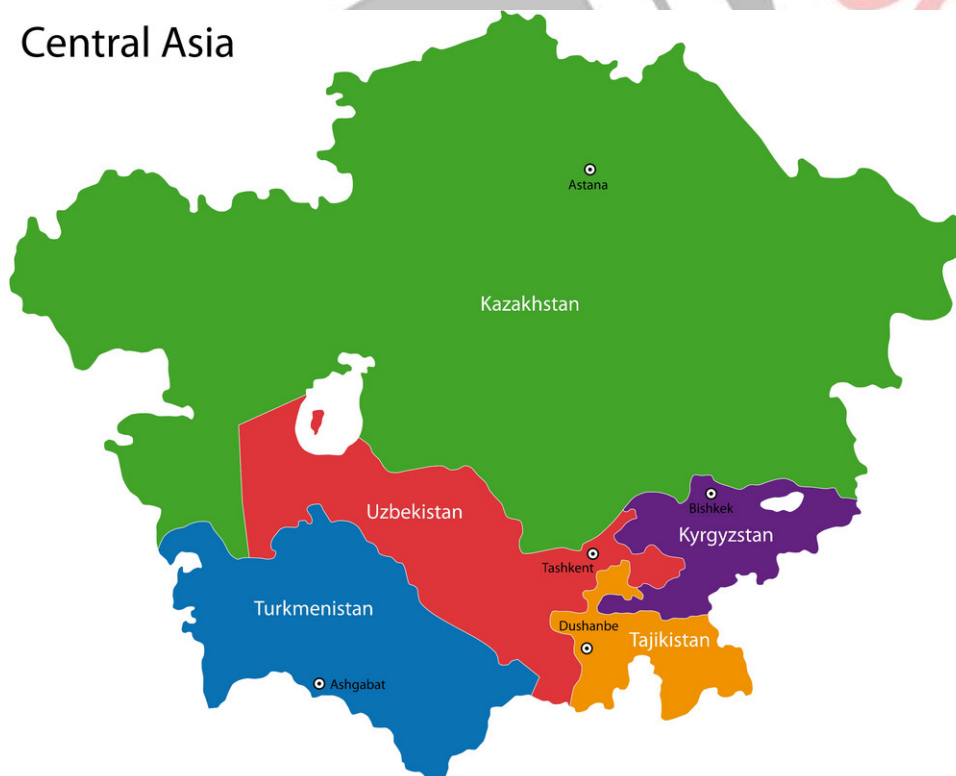 Central Asia
Astana
Kazakhstan
Uzbekistan
Bishkek
Kyrgyzstan
Tashkent
Turkmenistan
Dushanbe
Tajikistan
Ashgabat